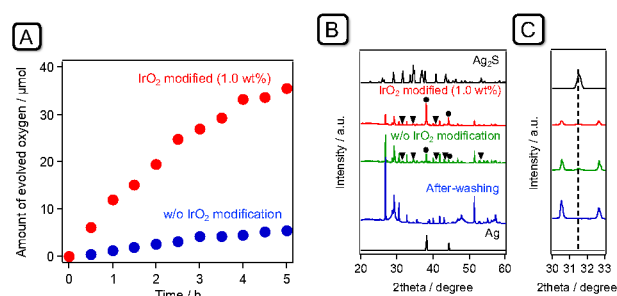 A
Amount of evolved oxygen / μmol
40
30
20
10
0
IrO₂ modified (1.0 wt%)
w/o IrO₂ modification
0
1
2
3
4
5
Time / h
B
Intensity / a.u.
Ag₂S
IrO₂ modified (1.0 wt%)
w/o IrO₂ modification
After-washing
Ag
20
30
40
50
60
2theta / degree
C
Intensity / a.u.
30
31
32
33
2theta / degree